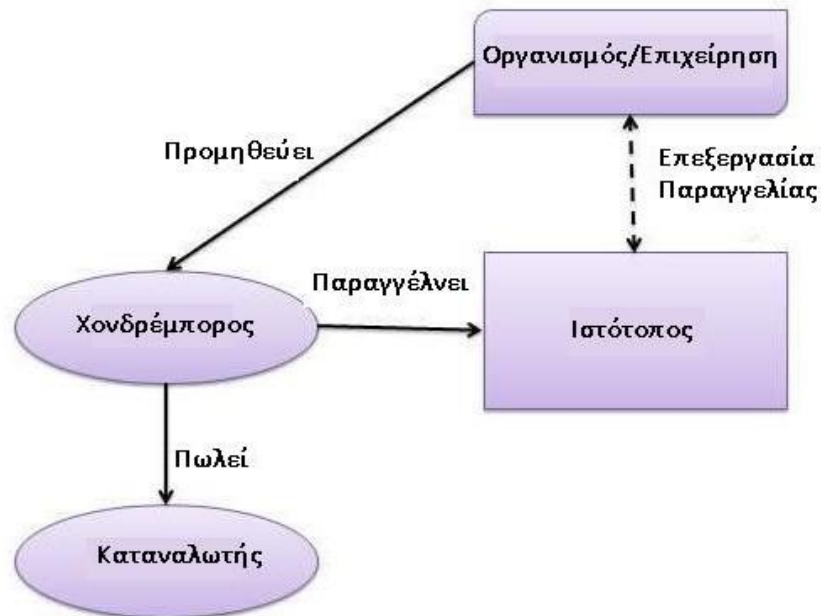 Οργανισμός/Επιχείρηση
Προμηθεύει
Επεξεργασία
Παραγγελίας
Παραγγέλνει
Χονδρέμπορος
Ιστότοπος
Πωλεί
Καταναλωτής